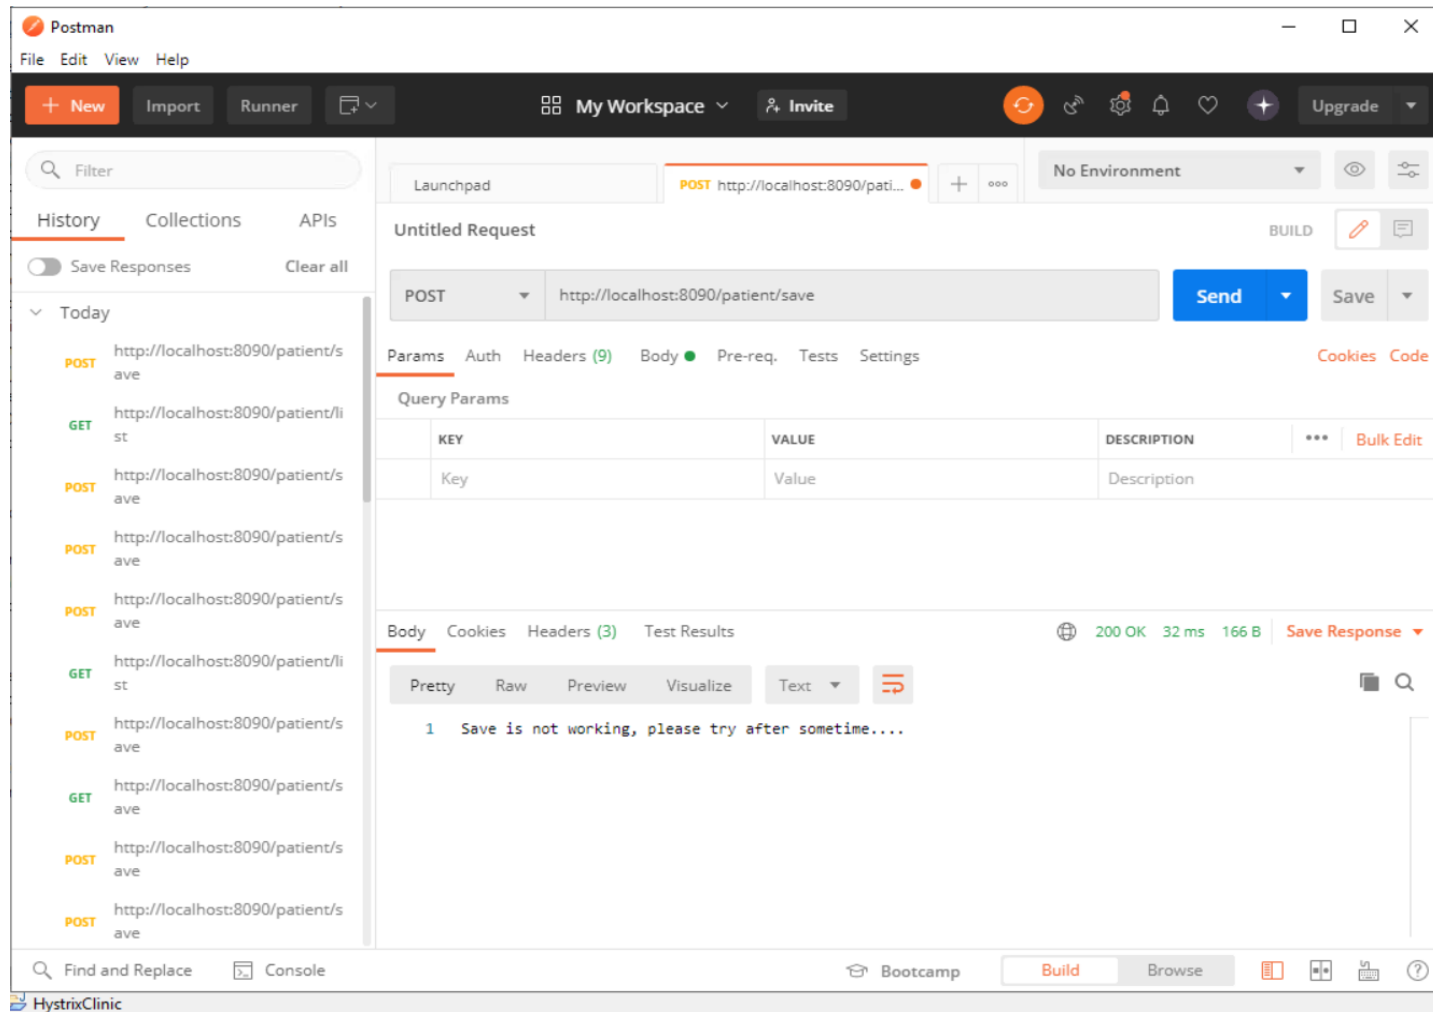 Postman
File Edit View Help
+ New Import Runner My Workspace Invite Upgrade
Filter
History Collections APIs
Save Responses Clear all
Today
POST http://localhost:8090/patient/s
ave
GET http://localhost:8090/patient/li
st
POST http://localhost:8090/patient/s
ave
POST http://localhost:8090/patient/s
ave
POST http://localhost:8090/patient/s
ave
GET http://localhost:8090/patient/li
st
POST http://localhost:8090/patient/s
ave
GET http://localhost:8090/patient/s
ave
POST http://localhost:8090/patient/s
ave
POST http://localhost:8090/patient/s
ave
Launchpad POST http://localhost:8090/pati... No Environment
Untitled Request BUILD
POST http://localhost:8090/patient/save Send Save
Params Auth Headers (9) Body Pre-req. Tests Settings Cookies Code
Query Params
KEY VALUE DESCRIPTION Bulk Edit
Key Value Description
Body Cookies Headers (3) Test Results 200 OK 32 ms 166 B Save Response
Pretty Raw Preview Visualize Text
1 Save is not working, please try after sometime....
Find and Replace Console Bootcamp Build Browse
HystrixClinic